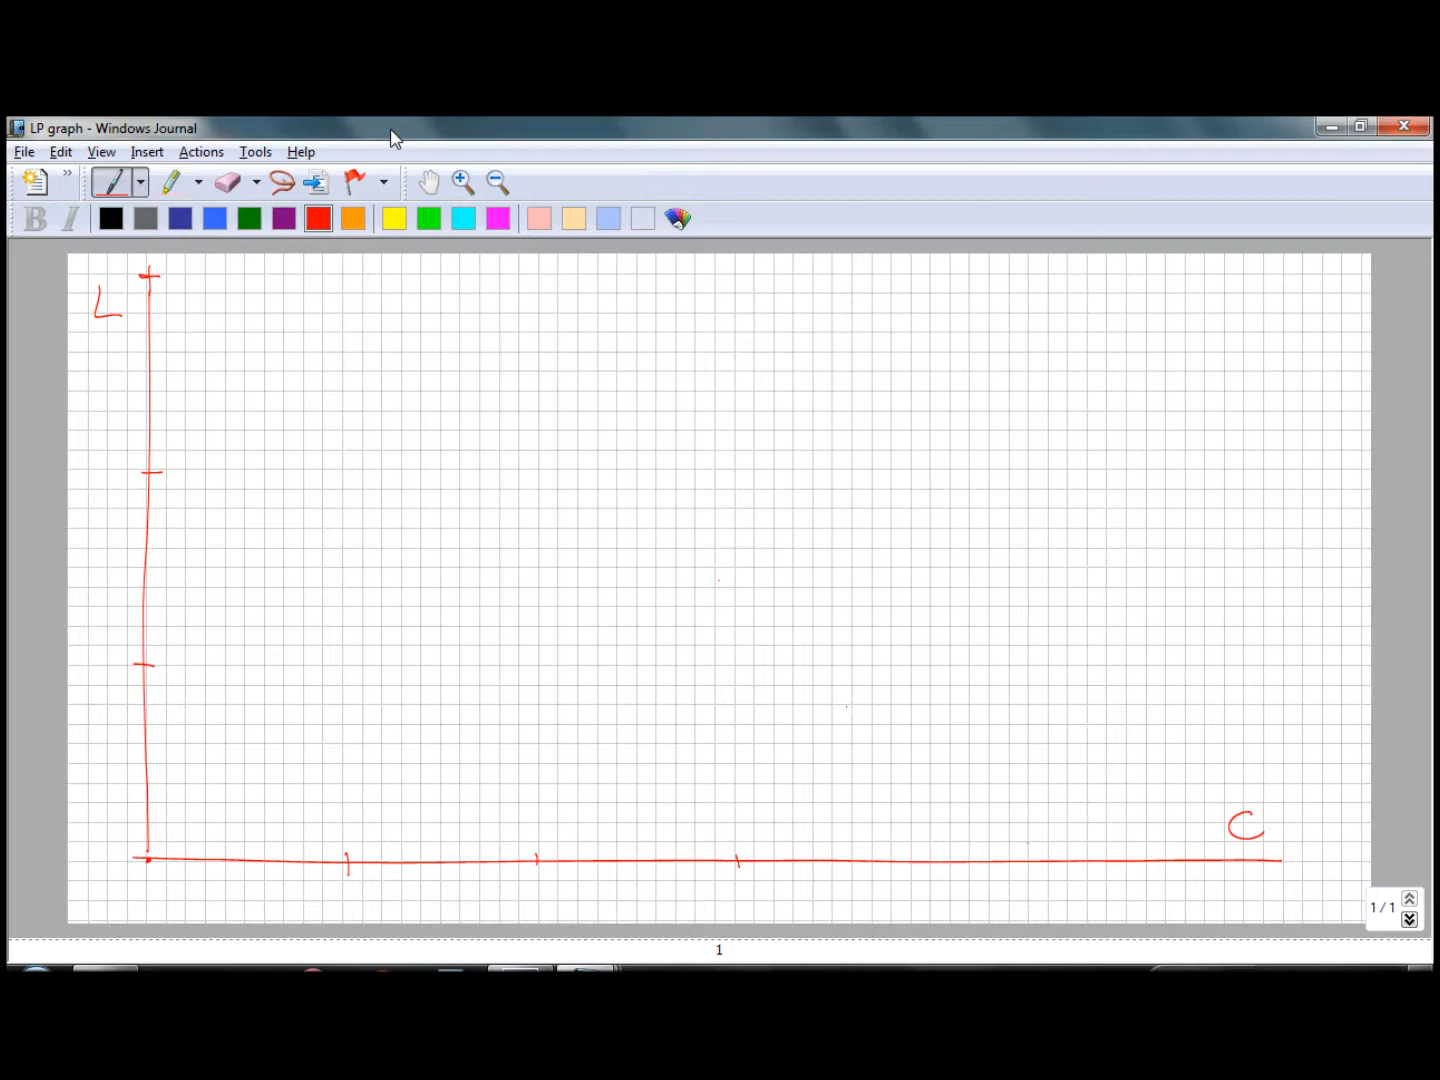 LP graph - Windows Journal
File Edit View Insert Actions Tools Help
B I
L
C
1 / 1
1